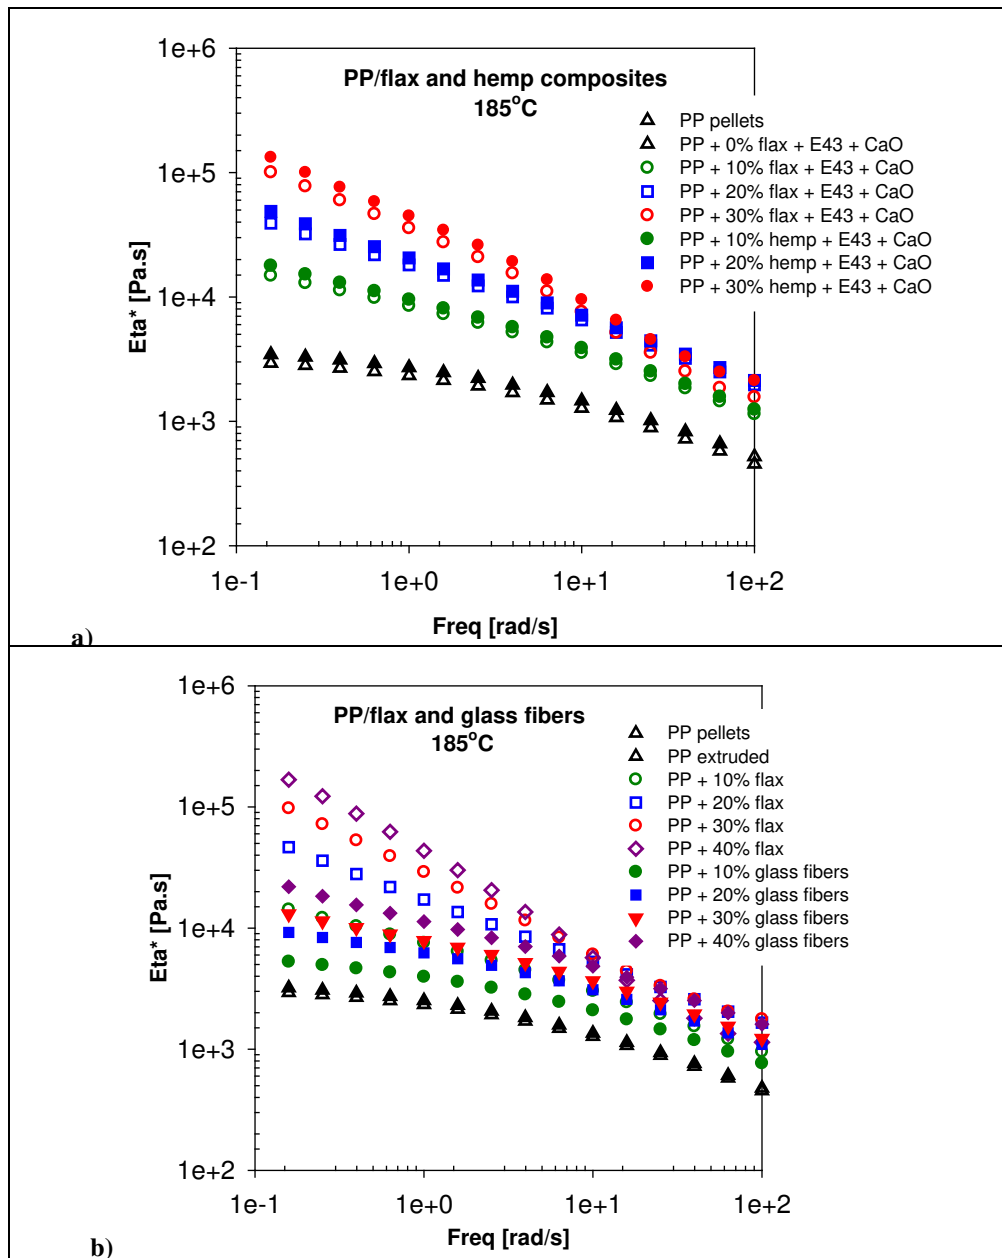 1e+6
PP/flax and hemp composites
185°C
PP pellets
PP + 0% flax + E43 + CaO
PP + 10% flax + E43 + CaO
PP + 20% flax + E43 + CaO
PP + 30% flax + E43 + CaO
PP + 10% hemp + E43 + CaO
PP + 20% hemp + E43 + CaO
PP + 30% hemp + E43 + CaO
1e+5
1e+4
1e+3
1e+2
Eta* [Pa.s]
1e-1 1e+0 1e+1 1e+2
Freq [rad/s]
a)
1e+6
PP/flax and glass fibers
185°C
PP pellets
PP extruded
PP + 10% flax
PP + 20% flax
PP + 30% flax
PP + 40% flax
PP + 10% glass fibers
PP + 20% glass fibers
PP + 30% glass fibers
PP + 40% glass fibers
1e+5
1e+4
1e+3
1e+2
Eta* [Pa.s]
1e-1 1e+0 1e+1 1e+2
Freq [rad/s]
b)